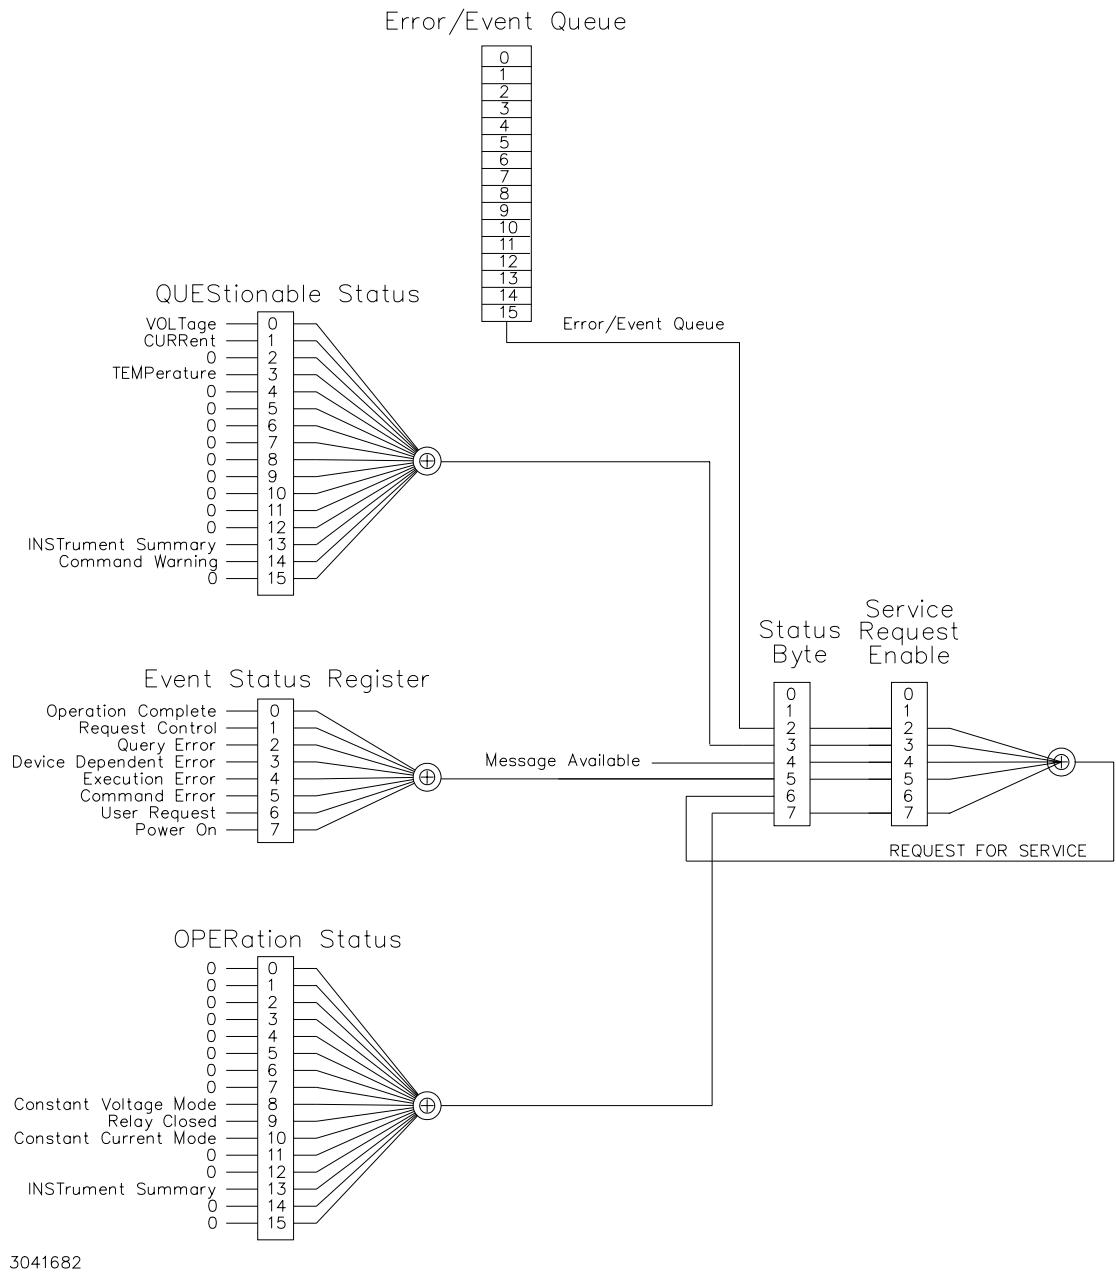 Error/Event Queue
0
1
2
3
4
5
6
7
8
9
10
11
12
13
14
15
Error/Event Queue
QUEStionable Status
VOLTage 0
CURRent 1
0 2
TEMPerature 3
0 4
0 5
0 6
0 7
0 8
0 9
0 10
0 11
0 12
INSTrument Summary 13
Command Warning 14
0 15
Event Status Register
Operation Complete 0
Request Control 1
Query Error 2
Device Dependent Error 3
Execution Error 4
Command Error 5
User Request 6
Power On 7
Message Available
Status
Byte
0
1
2
3
4
5
6
7
Service
Request
Enable
0
1
2
3
4
5
6
7
REQUEST FOR SERVICE
OPERation Status
0 0
0 1
0 2
0 3
0 4
0 5
0 6
0 7
Constant Voltage Mode 8
Relay Closed 9
Constant Current Mode 10
0 11
0 12
INSTrument Summary 13
0 14
0 15
3041682